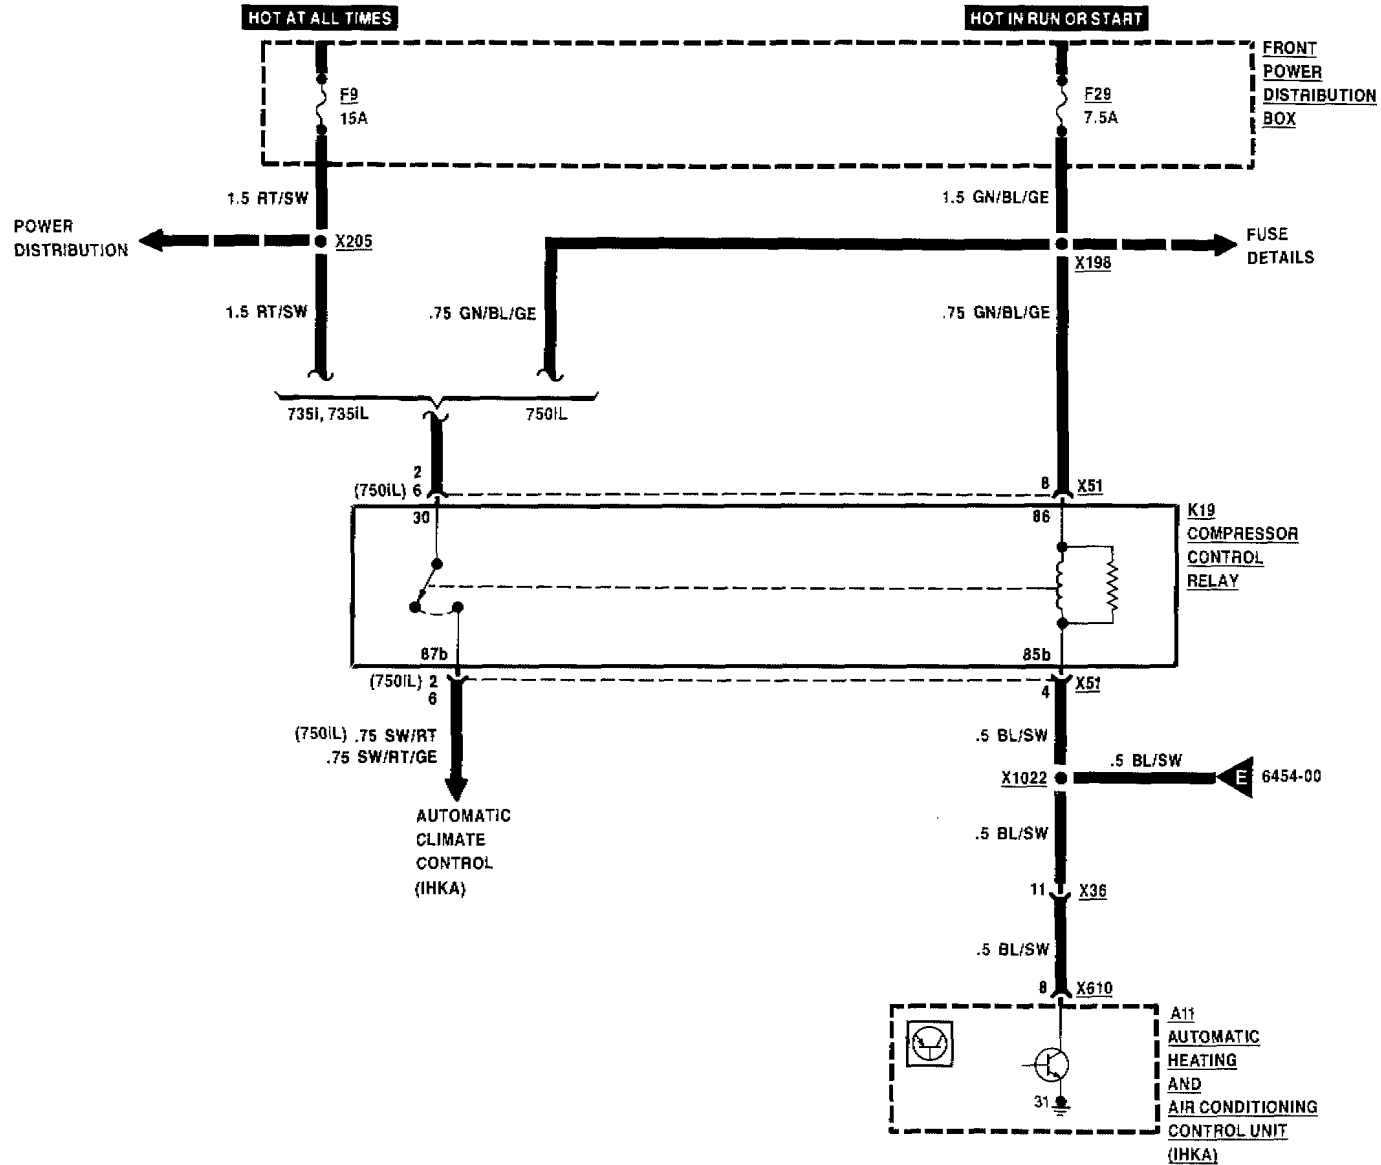 HOT AT ALL TIMES
HOT IN RUN OR START
FRONT
POWER
DISTRIBUTION
BOX
F9
15A
F29
7.5A
1.5 RT/SW
1.5 GN/BL/GE
POWER
DISTRIBUTION
X205
X198
FUSE
DETAILS
1.5 RT/SW
.75 GN/BL/GE
.75 GN/BL/GE
735i, 735iL
750iL
2
(750iL) 6
8
X51
30
86
K19
COMPRESSOR
CONTROL
RELAY
87b
85b
(750iL) 2
6
4
X51
(750iL) .75 SW/RT
.75 SW/RT/GE
.5 BL/SW
X1022
.5 BL/SW
E
6454-00
AUTOMATIC
CLIMATE
CONTROL
(IHKA)
.5 BL/SW
11
X36
.5 BL/SW
8
X610
A11
AUTOMATIC
HEATING
AND
AIR CONDITIONING
CONTROL UNIT
(IHKA)
31